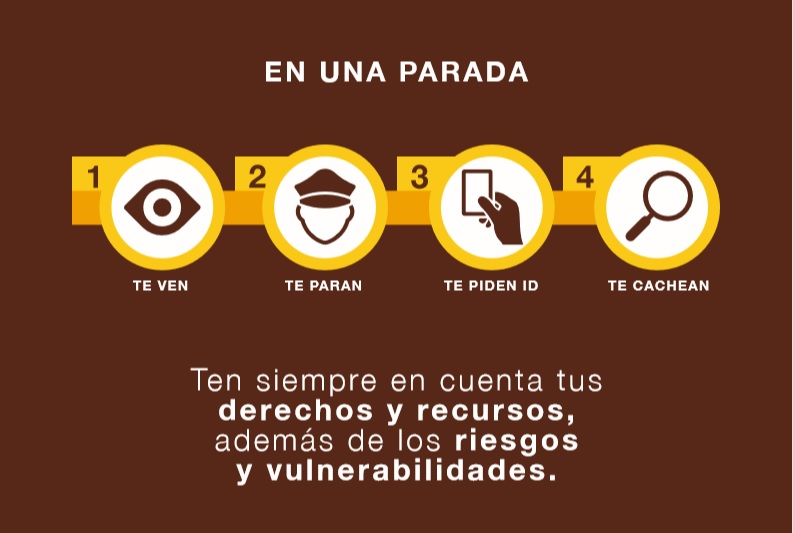 EN UNA PARADA
1
2
3
4
TE VEN
TE PARAN
TE PIDEN ID
TE CACHEAN
Ten siempre en cuenta tus
derechos y recursos,
además de los riesgos
y vulnerabilidades.